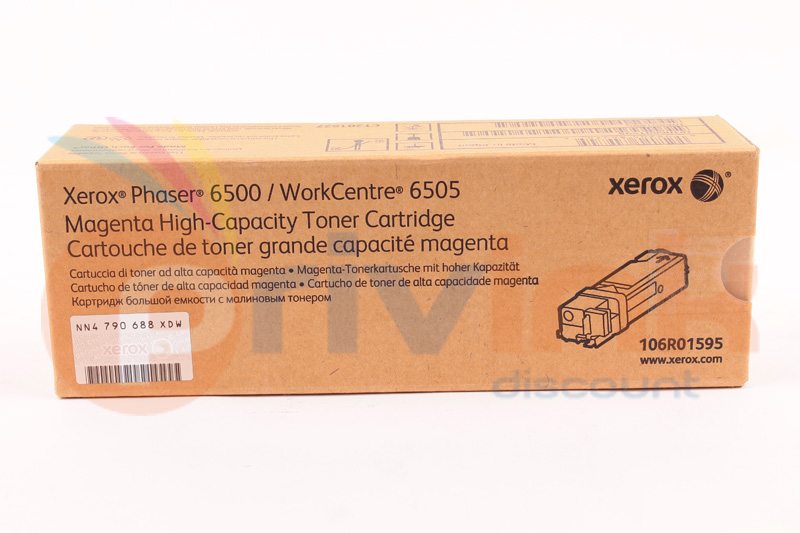 Xerox® Phaser® 6500 / WorkCentre® 6505
Magenta High-Capacity Toner Cartridge
Cartouche de toner grande capacité magenta
Cartuccia di toner ad alta capacità magenta • Magenta-Tonerkartusche mit hoher Kapazität
Cartucho de tóner de alta capacidad magenta • Cartucho de toner de alta capacidade magenta
Картридж большой емкости с малиновым тонером
NN4 790 688 XDW
xerox
xerox
106R01595
www.xerox.com
discount